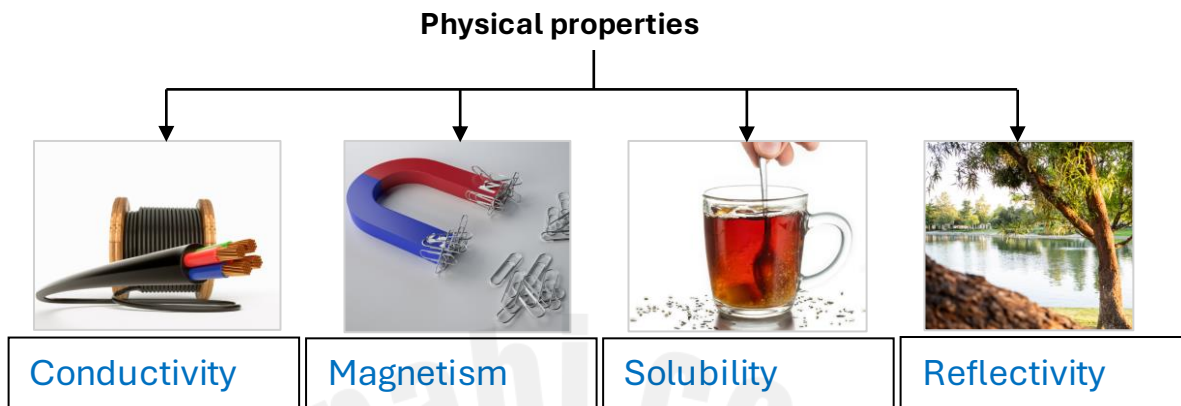 Physical properties
Conductivity
Magnetism
Solubility
Reflectivity